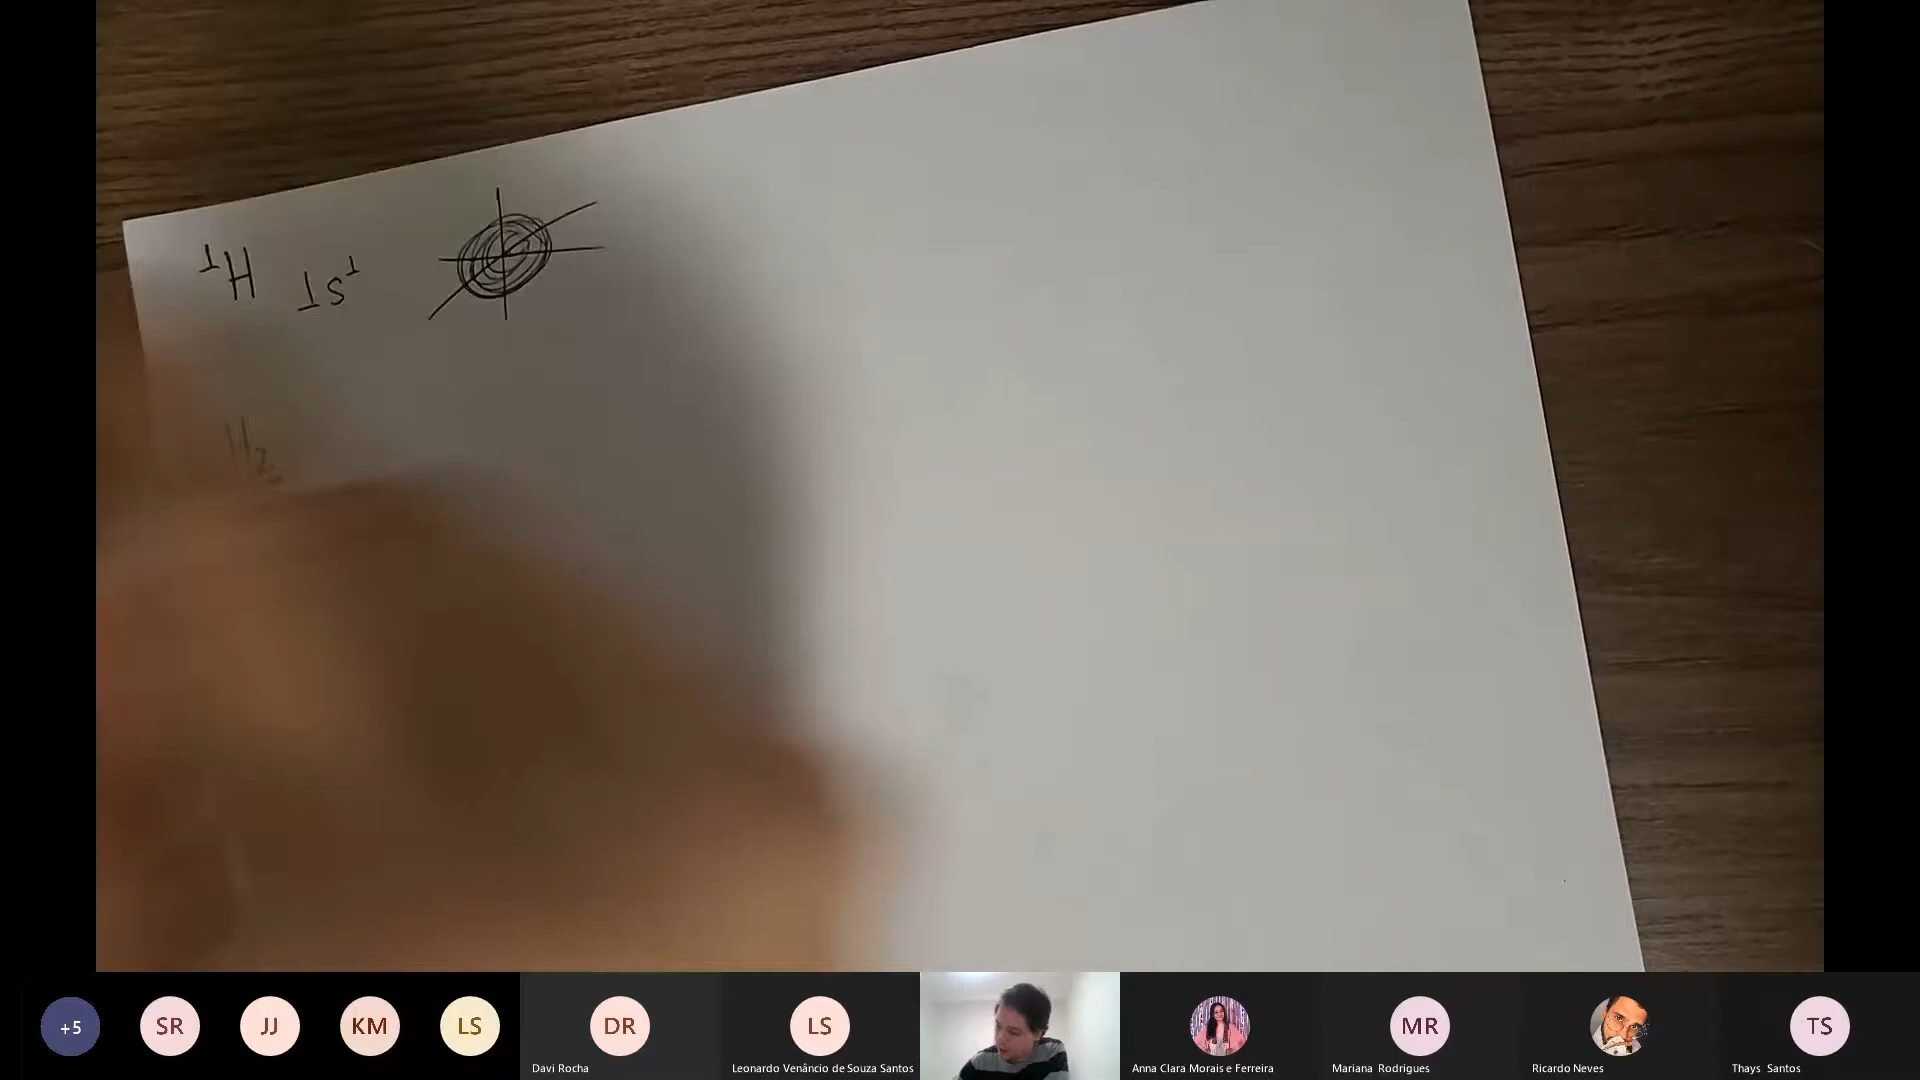 ¹H 1s¹
H₂
+5 SR JJ KM LS DR LS MR TS
Davi Rocha Leonardo Venâncio de Souza Santos Anna Clara Morais e Ferreira Mariana Rodrigues Ricardo Neves Thays Santos